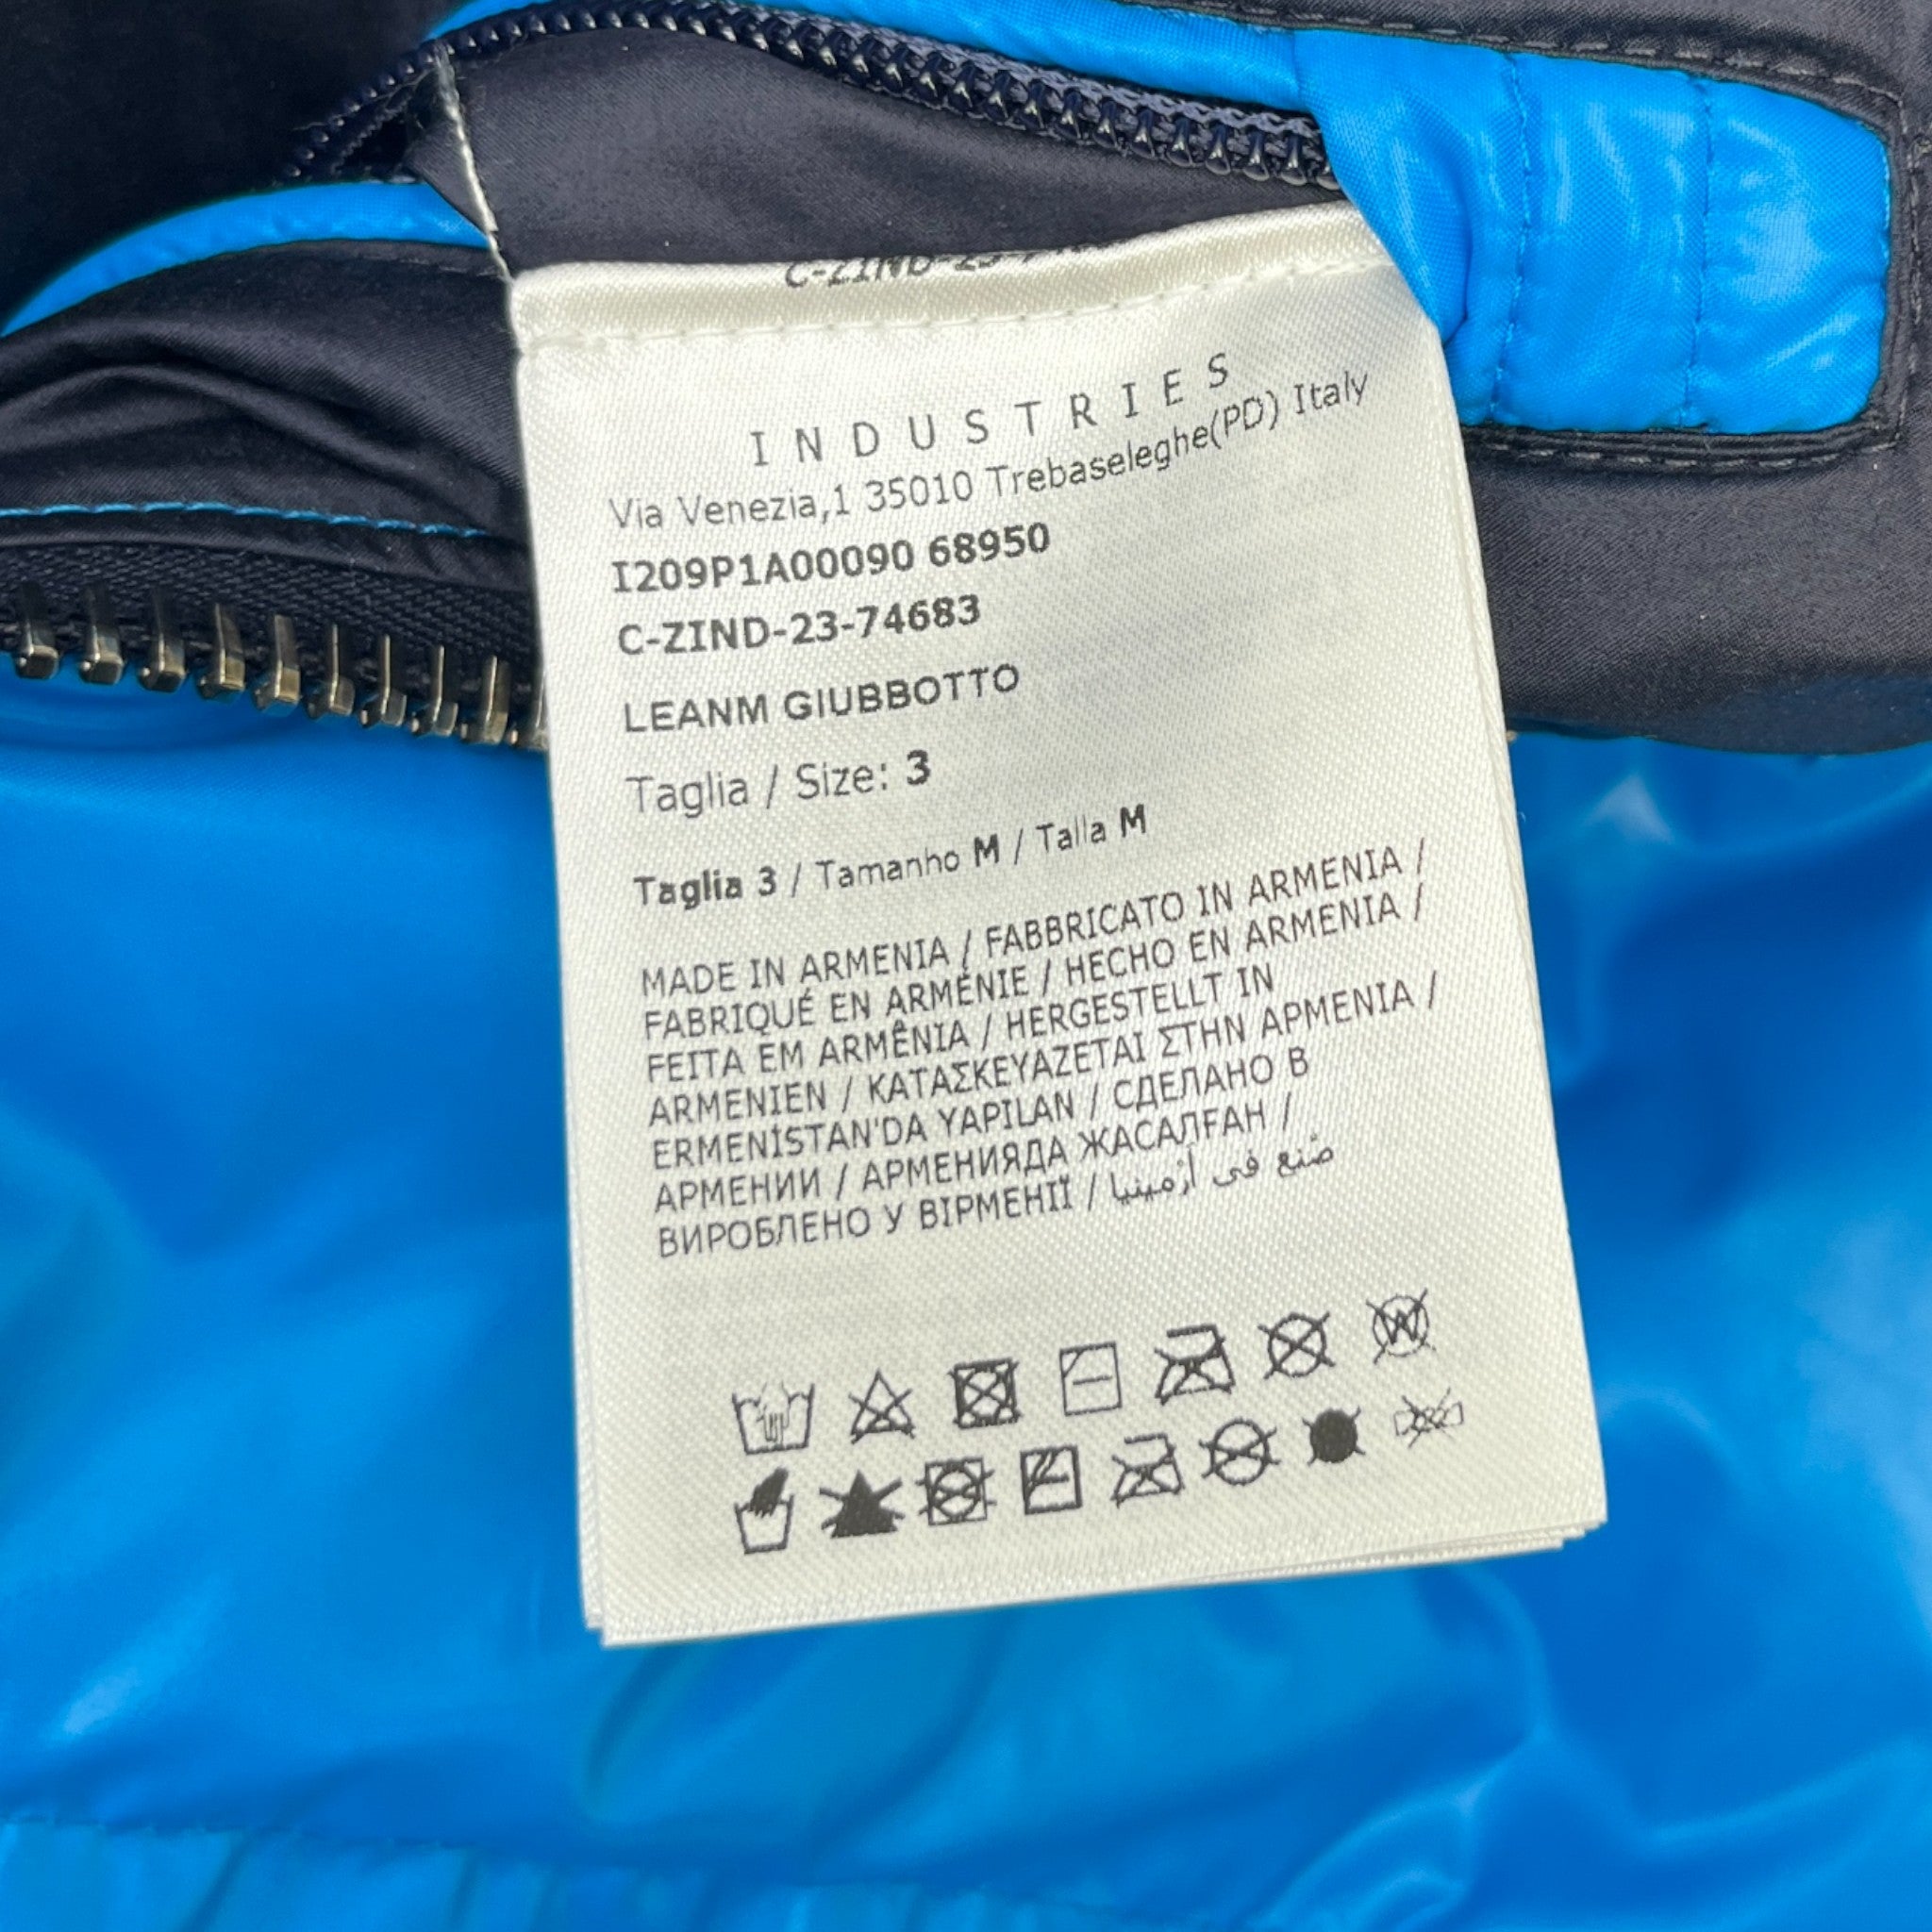 C-ZIND-23-
INDUSTRIES
Via Venezia,1 35010 Trebaseleghe(PD) Italy
I209P1A00090 68950
C-ZIND-23-74683
LEANM GIUBBOTTO
Taglia / Size: 3
Taglia 3 / Tamanho M / Talla M
MADE IN ARMENIA / FABBRICATO IN ARMENIA /
FABRIQUÉ EN ARMÉNIE / HECHO EN ARMENIA /
FEITA EM ARMÊNIA / HERGESTELLT IN
ARMENIEN / ΚΑΤΑΣΚΕΥΑΖΕΤΑΙ ΣΤΗΝ ΑΡΜΕΝΙΑ /
ERMENİSTAN'DA YAPILAN / СДЕЛАНО В
АРМЕНИИ / АРМЕНИЯДА ЖАСАЛҒАН /
ВИРОБЛЕНО У ВІРМЕНІЇ / صُنع في أرمينيا
W